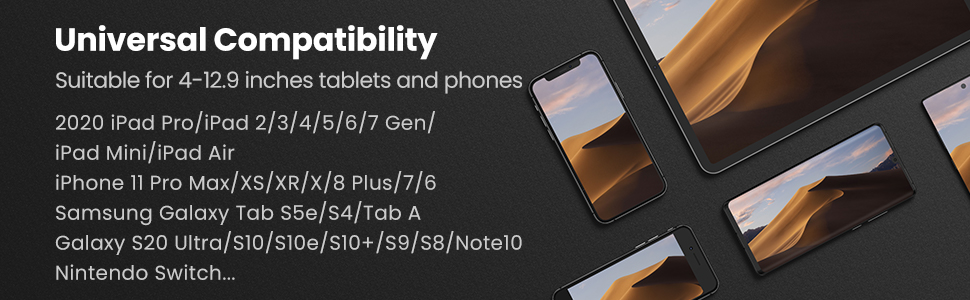 Universal Compatibility
Suitable for 4-12.9 inches tablets and phones
2020 iPad Pro/iPad 2/3/4/5/6/7 Gen/
iPad Mini/iPad Air
iPhone 11 Pro Max/XS/XR/X/8 Plus/7/6
Samsung Galaxy Tab S5e/S4/Tab A
Galaxy S20 Ultra/S10/S10e/S10+/S9/S8/Note10
Nintendo Switch...